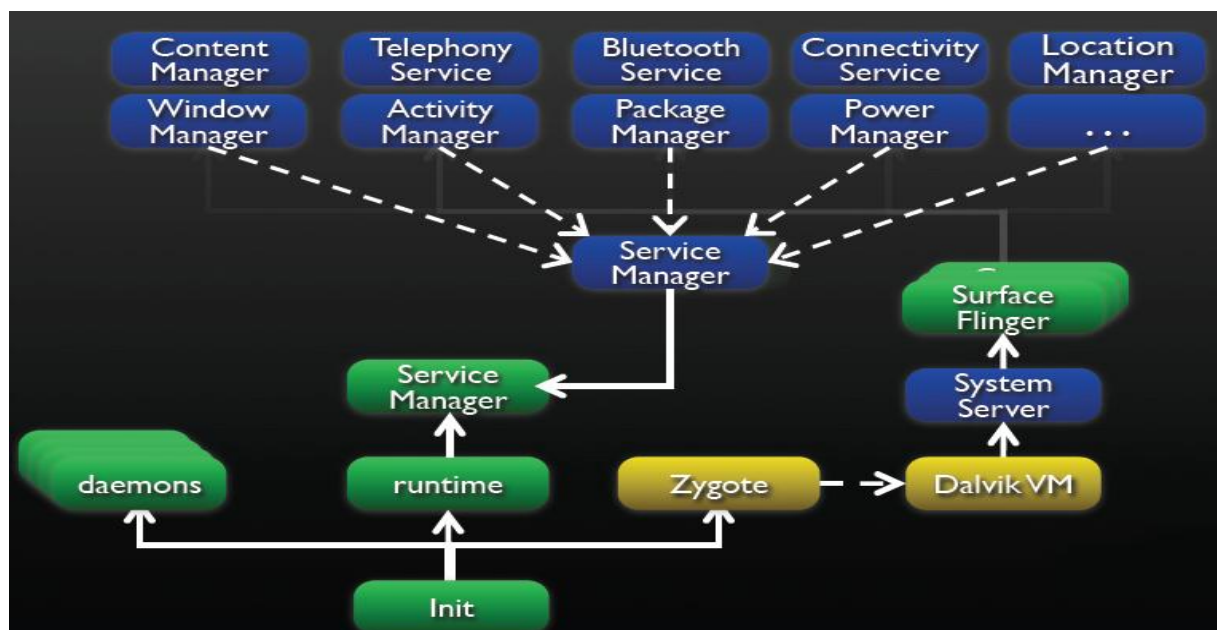 Content
Manager
Telephony
Service
Bluetooth
Service
Connectivity
Service
Location
Manager
Window
Manager
Activity
Manager
Package
Manager
Power
Manager
. . .
Service
Manager
Surface
Flinger
Service
Manager
System
Server
daemons
runtime
Zygote
Dalvik VM
Init